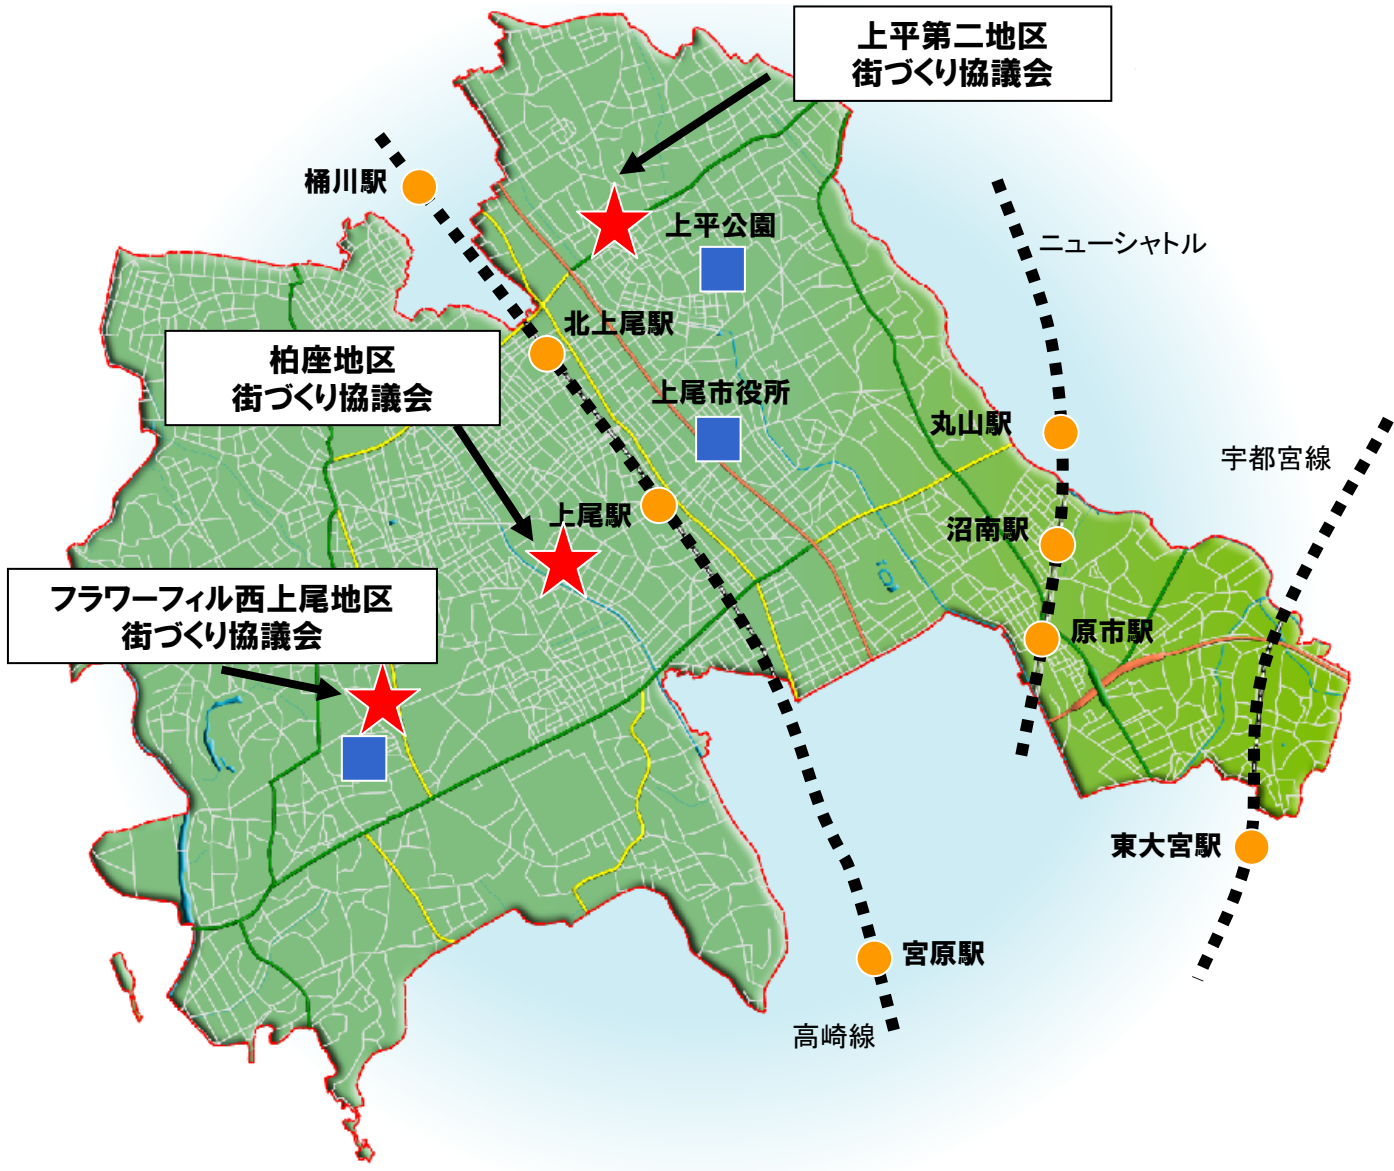 上平第二地区
街づくり協議会
桶川駅
上平公園
ニューシャトル
北上尾駅
柏座地区
街づくり協議会
上尾市役所
丸山駅
宇都宮線
上尾駅
沼南駅
フラワーフィル西上尾地区
街づくり協議会
原市駅
東大宮駅
宮原駅
高崎線